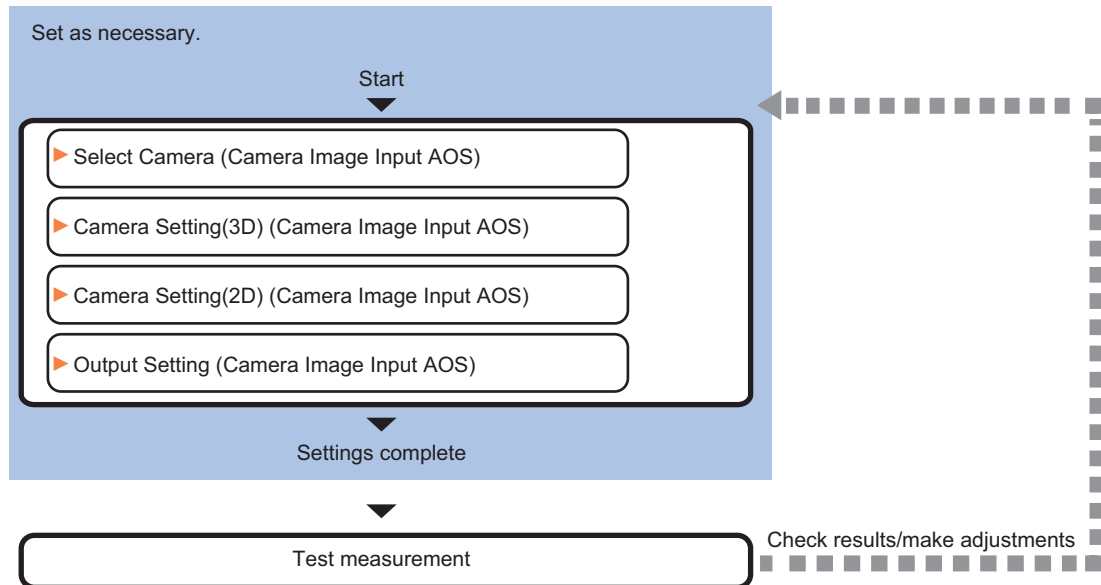 Set as necessary.
Start
Select Camera (Camera Image Input AOS)
Camera Setting(3D) (Camera Image Input AOS)
Camera Setting(2D) (Camera Image Input AOS)
Output Setting (Camera Image Input AOS)
Settings complete
Test measurement
Check results/make adjustments